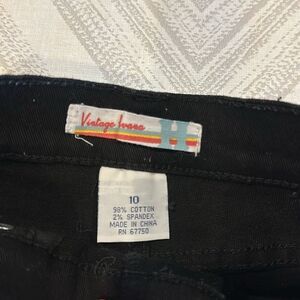 Vintage Ivana
H
10
98% COTTON
2% SPANDEX
MADE IN CHINA
RN 67750